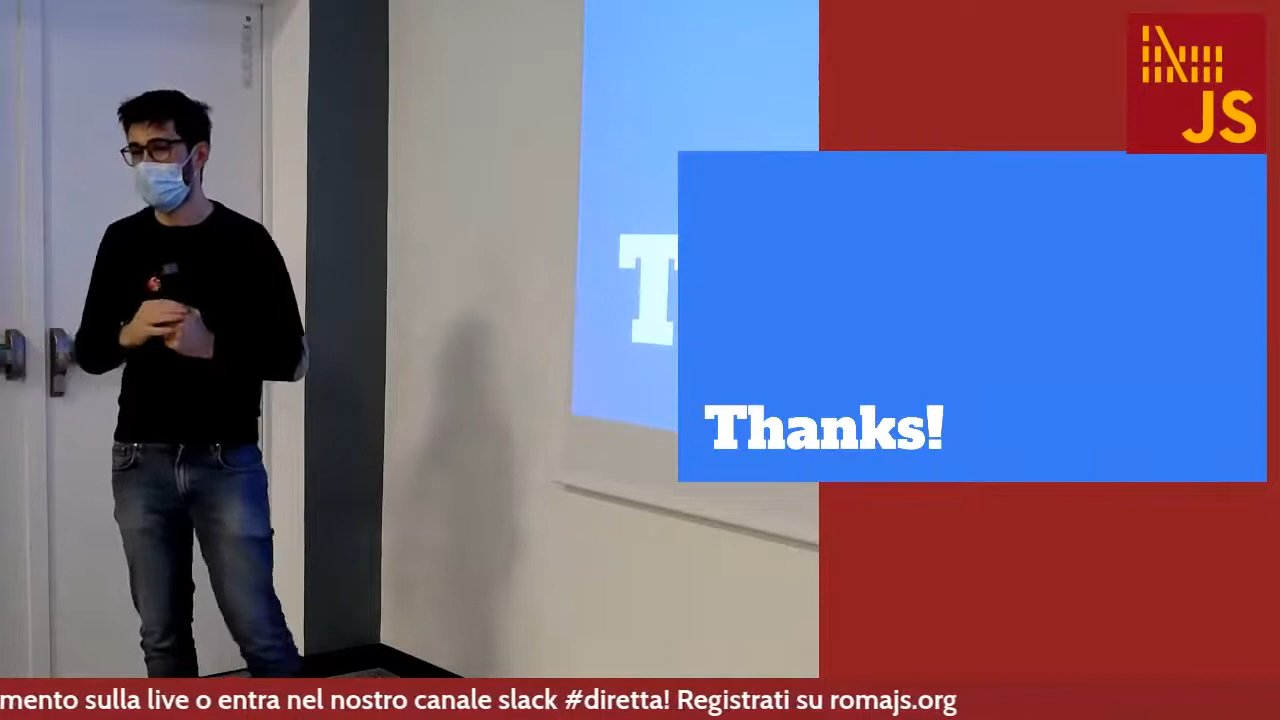 JS
T
Thanks!
mento sulla live o entra nel nostro canale slack #diretta! Registrati su romajs.org